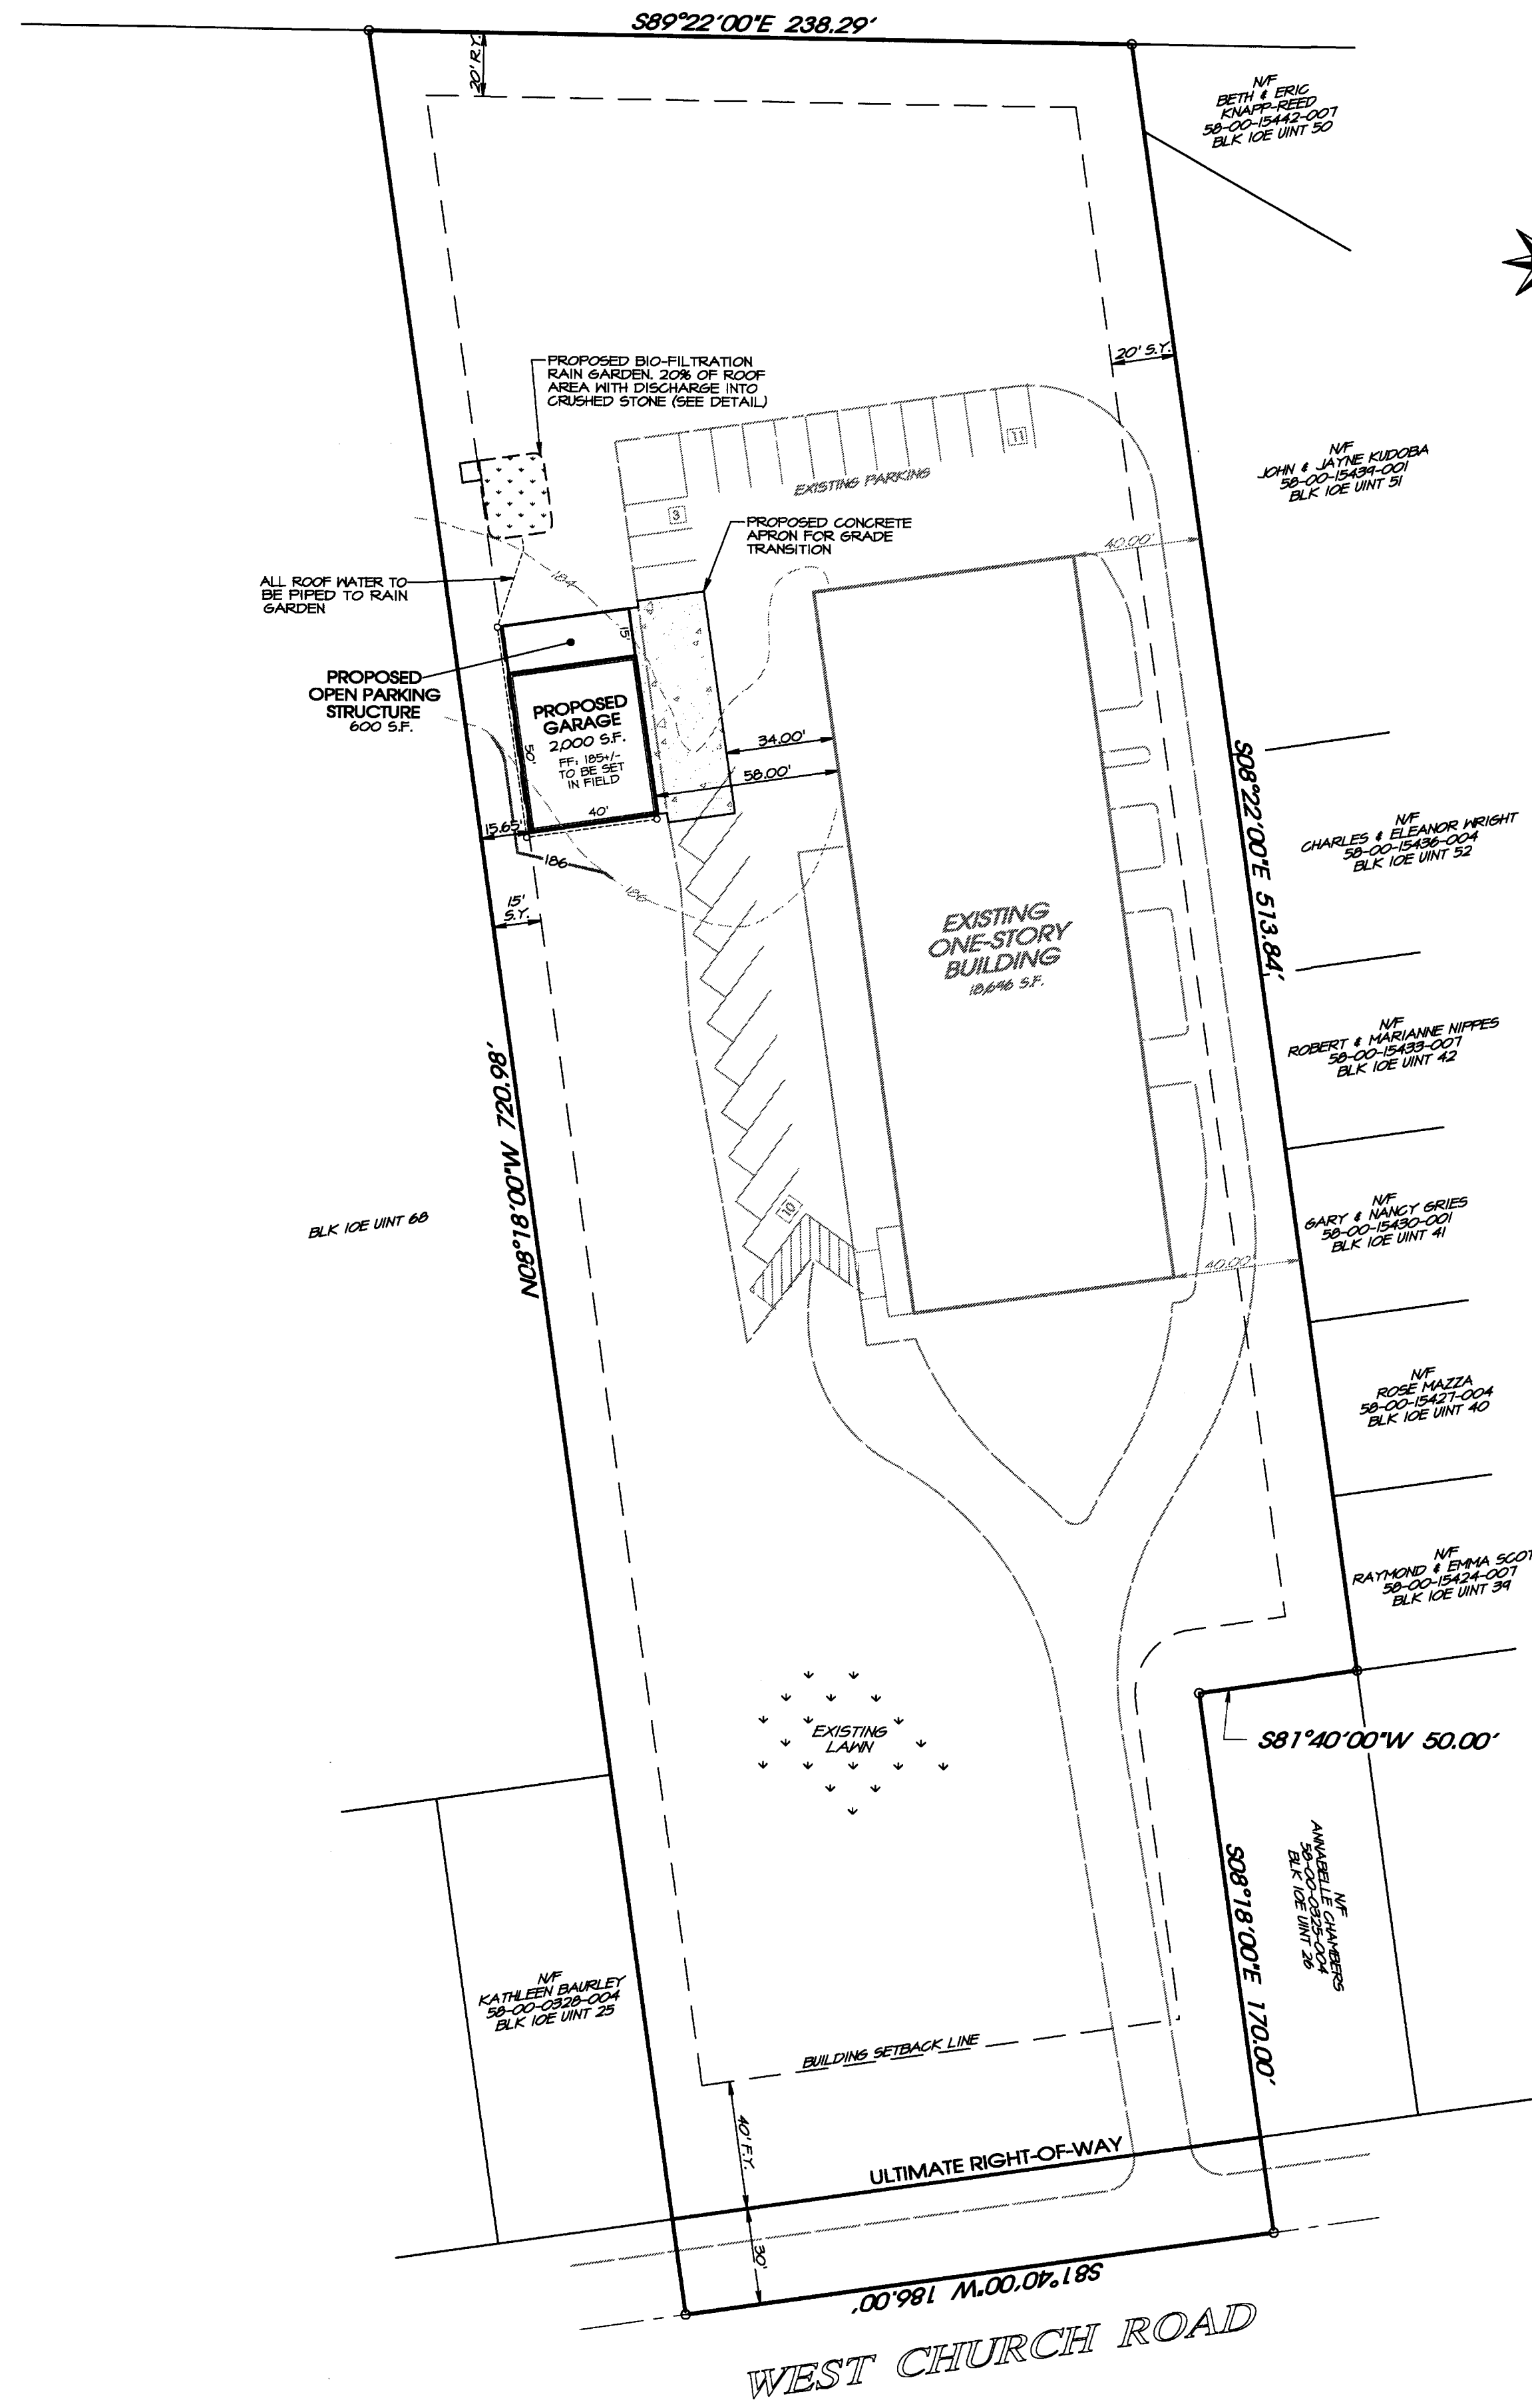 S89°22'00"E 238.29'
20' R.Y.
N/F
BETH & ERIC
KNAPP-REED
58-00-15442-007
BLK 10E UINT 50
20' S.Y.
PROPOSED BIO-FILTRATION
RAIN GARDEN. 20% OF ROOF
AREA WITH DISCHARGE INTO
CRUSHED STONE (SEE DETAIL)
11
EXISTING PARKING
3
N/F
JOHN & JAYNE KUDOBA
58-00-15439-001
BLK 10E UINT 51
PROPOSED CONCRETE
APRON FOR GRADE
TRANSITION
40.00'
ALL ROOF WATER TO
BE PIPED TO RAIN
GARDEN
184
15'
PROPOSED
OPEN PARKING
STRUCTURE
600 S.F.
PROPOSED
GARAGE
2,000 S.F.
FF: 185+/-
TO BE SET
IN FIELD
50'
40'
34.00'
58.00'
15.65'
186
186
15'
S.Y.
S08°22'00"E 513.84'
N/F
CHARLES & ELEANOR WRIGHT
58-00-15436-004
BLK 10E UINT 52
EXISTING
ONE-STORY
BUILDING
18,696 S.F.
N/F
ROBERT & MARIANNE NIPPES
58-00-15433-007
BLK 10E UINT 42
N08°18'00"W 720.98'
BLK 10E UINT 68
10
N/F
GARY & NANCY GRIES
58-00-15430-001
BLK 10E UINT 41
40.00'
N/F
ROSE MAZZA
58-00-15427-004
BLK 10E UINT 40
N/F
RAYMOND & EMMA SCOT
58-00-15424-007
BLK 10E UINT 39
EXISTING
LAWN
S81°40'00"W 50.00'
N/F
ANNABELLE CHAMBERS
58-00-0325-004
BLK 10E UINT 26
S08°18'00"E 170.00'
N/F
KATHLEEN BAURLEY
58-00-0328-004
BLK 10E UINT 25
BUILDING SETBACK LINE
40' F.Y.
ULTIMATE RIGHT-OF-WAY
30'
S81°40'00"W 186.00'
WEST CHURCH ROAD